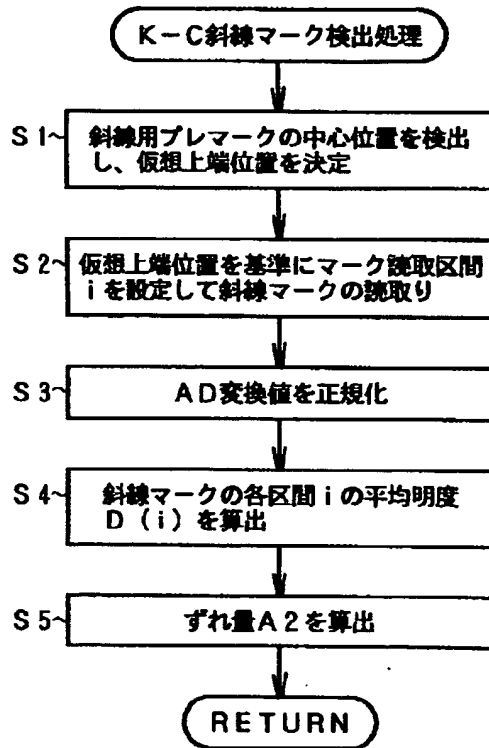 K－C斜線マーク検出処理
S1~ 斜線用プレマークの中心位置を検出
し、仮想上端位置を決定
S2~ 仮想上端位置を基準にマーク読取区間
iを設定して斜線マークの読取り
S3~ AD変換値を正規化
S4~ 斜線マークの各区間iの平均明度
D(i)を算出
S5~ ずれ量A2を算出
RETURN